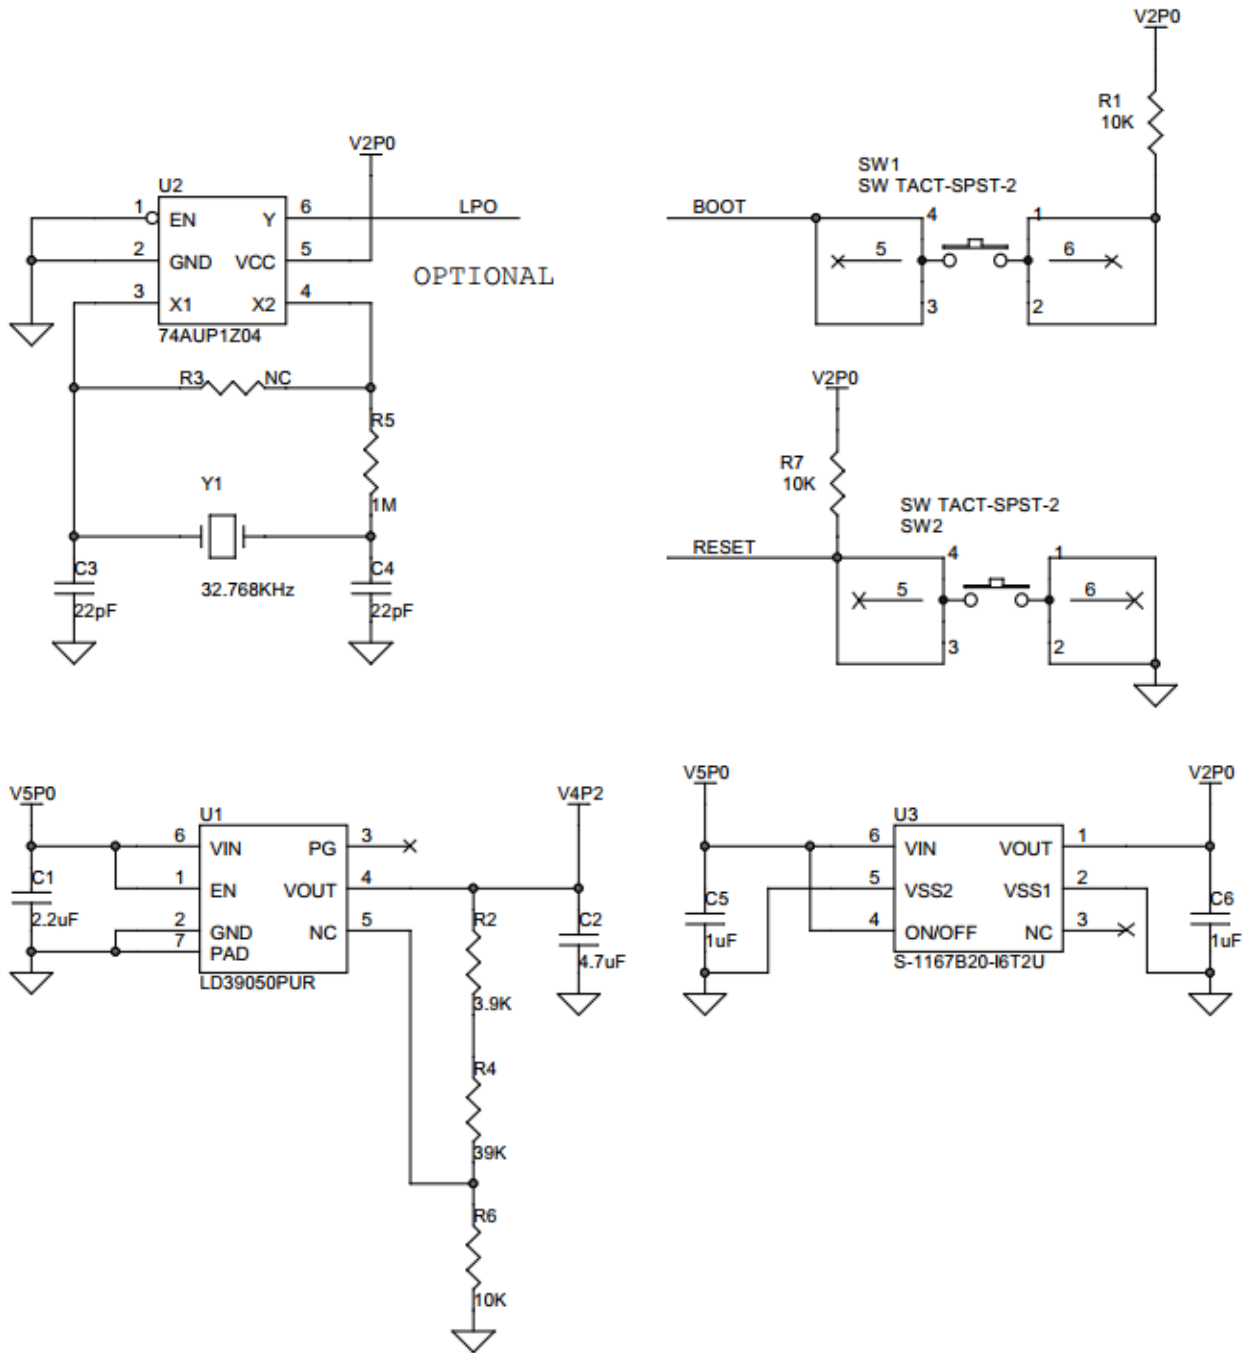 V2P0
U2
1
EN
Y
6
LPO
2
GND
VCC
5
OPTIONAL
3
X1
X2
4
74AUP1Z04
R3
NC
R5
1M
Y1
32.768KHz
C3
22pF
C4
22pF
V2P0
R1
10K
SW1
SW TACT-SPST-2
BOOT
4
1
5
6
3
2
V2P0
R7
10K
SW TACT-SPST-2
SW2
RESET
4
1
5
6
3
2
V5P0
V4P2
U1
6
VIN
PG
3
1
EN
VOUT
4
2
GND
NC
5
7
PAD
LD39050PUR
C1
2.2uF
R2
3.9K
C2
4.7uF
R4
39K
R6
10K
V5P0
V2P0
U3
6
VIN
VOUT
1
5
VSS2
VSS1
2
4
ON/OFF
NC
3
S-1167B20-I6T2U
C5
1uF
C6
1uF